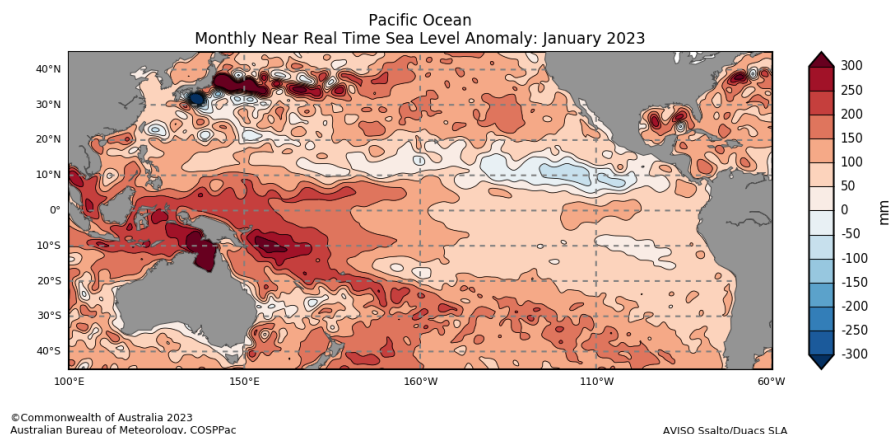 Pacific Ocean
Monthly Near Real Time Sea Level Anomaly: January 2023
40°N
30°N
20°N
10°N
0°
10°S
20°S
30°S
40°S
100°E 150°E 160°W 110°W 60°W
300
250
200
150
100
50
0
-50
-100
-150
-200
-250
-300
mm
©Commonwealth of Australia 2023
Australian Bureau of Meteorology, COSPPac
AVISO Ssalto/Duacs SLA